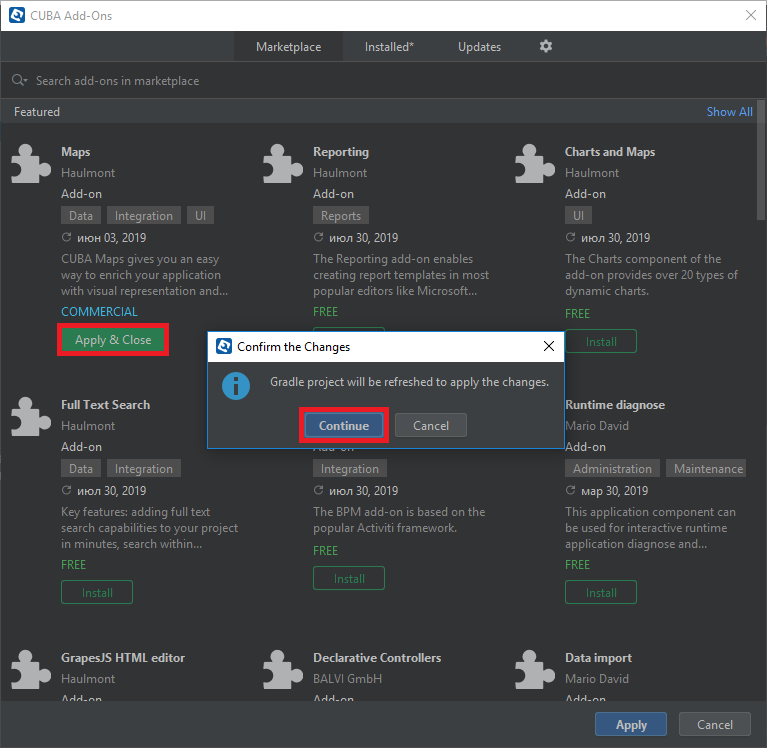 CUBA Add-Ons
Marketplace Installed* Updates
Search add-ons in marketplace
Featured Show All
Maps
Haulmont
Add-on
Data Integration UI
июн 03, 2019
CUBA Maps gives you an easy
way to enrich your application
with visual representation and...
COMMERCIAL
Apply & Close
Reporting
Haulmont
Add-on
Reports
июл 30, 2019
The Reporting add-on enables
creating report templates in most
popular editors like Microsoft...
FREE
Charts and Maps
Haulmont
Add-on
UI
июл 30, 2019
The Charts component of the
add-on provides over 20 types of
dynamic charts.
FREE
Install
Confirm the Changes
Gradle project will be refreshed to apply the changes.
Continue Cancel
Full Text Search
Haulmont
Add-on
Data Integration
июл 30, 2019
Key features: adding full text
search capabilities to your project
in minutes, search within...
FREE
Install
Add-on
Integration
июл 30, 2019
The BPM add-on is based on the
popular Activiti framework.
FREE
Install
Runtime diagnose
Mario David
Add-on
Administration Maintenance
мар 30, 2019
This application component can
be used for interactive runtime
application diagnose and...
FREE
Install
GrapesJS HTML editor
Haulmont
Add-on
Declarative Controllers
BALVI GmbH
Add-on
Data import
Mario David
Add-on
Apply Cancel